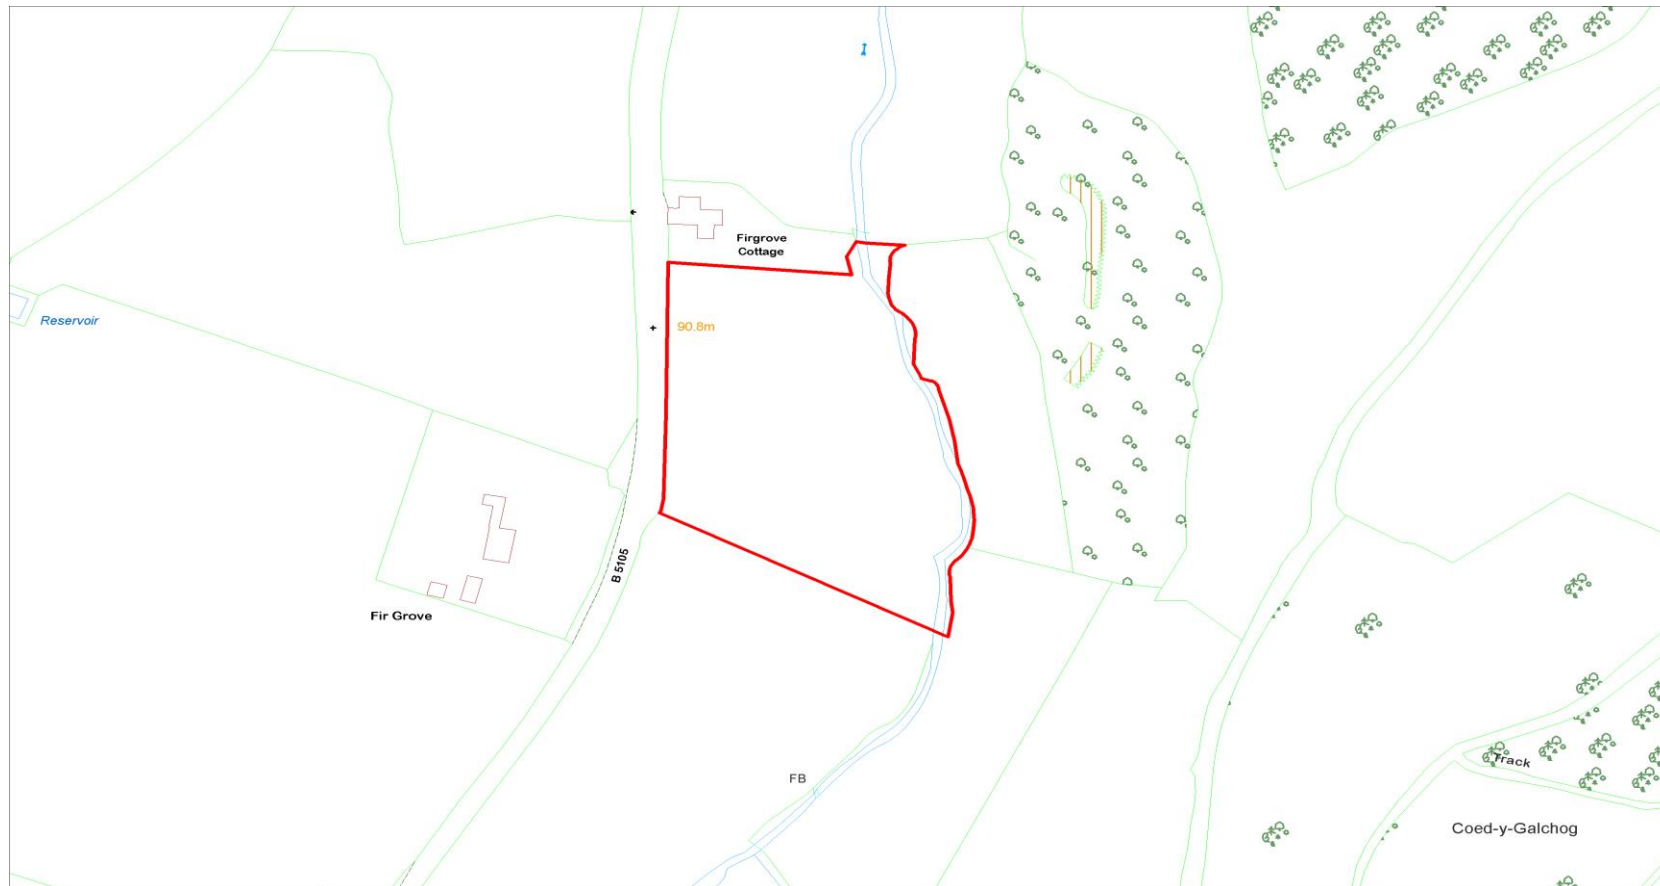 Firgrove
Cottage
Reservoir
90.8m
B 5105
Fir Grove
FB
Track
Coed-y-Galchog